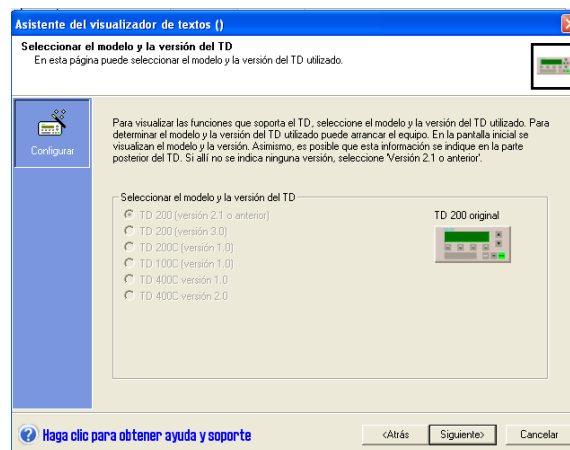 Asistente del visualizador de textos ()
Seleccionar el modelo y la versión del TD
En esta página puede seleccionar el modelo y la versión del TD utilizado.
Configurar
Para visualizar las funciones que soporta el TD, seleccione el modelo y la versión del TD utilizado. Para
determinar el modelo y la versión del TD utilizado puede arrancar el equipo. En la pantalla inicial se
visualizan el modelo y la versión. Asimismo, es posible que esta información se indique en la parte
posterior del TD. Si allí no se indica ninguna versión, seleccione 'Versión 2.1 o anterior'.
Seleccionar el modelo y la versión del TD
TD 200 (versión 2.1 o anterior)
TD 200 original
TD 200 (versión 3.0)
TD 200C (versión 1.0)
TD 100C (versión 1.0)
TD 400C versión 1.0
TD 400C versión 2.0
Haga clic para obtener ayuda y soporte
<Atrás
Siguiente>
Cancelar